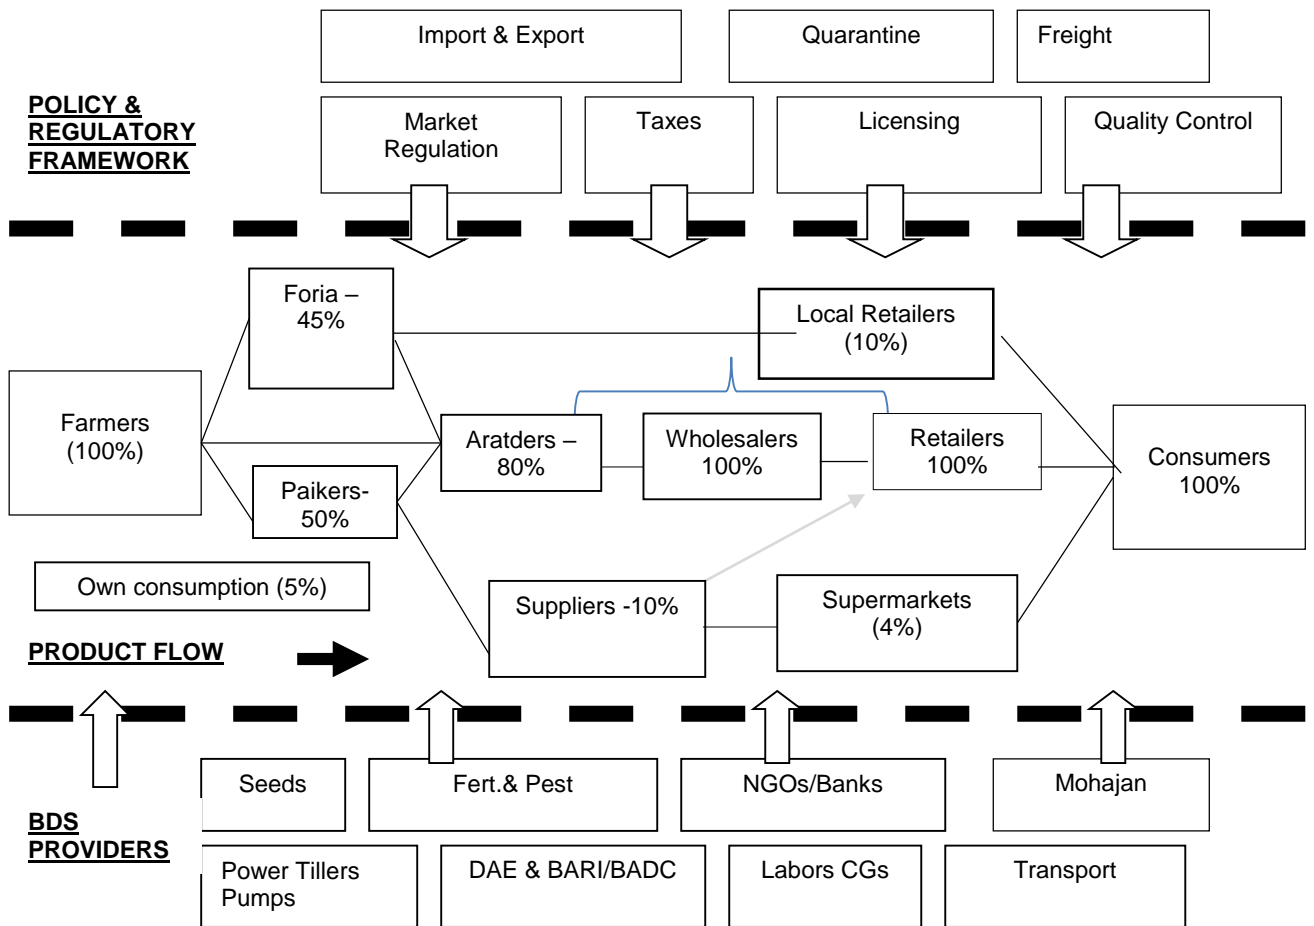 Import & Export
Quarantine
Freight
POLICY &
REGULATORY
FRAMEWORK
Market
Regulation
Taxes
Licensing
Quality Control
Foria –
45%
Local Retailers
(10%)
Farmers
(100%)
Aratders –
80%
Wholesalers
100%
Retailers
100%
Consumers
100%
Paikers-
50%
Own consumption (5%)
Suppliers -10%
Supermarkets
(4%)
PRODUCT FLOW
Seeds
Fert.& Pest
NGOs/Banks
Mohajan
BDS
PROVIDERS
Power Tillers
Pumps
DAE & BARI/BADC
Labors CGs
Transport